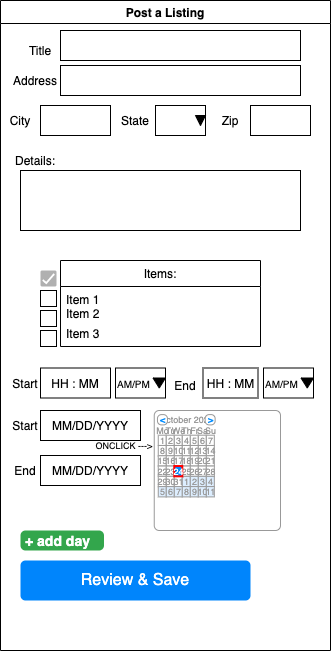 Post a Listing
Title
Address
City State Zip
Details:
Items:
Item 1
Item 2
Item 3
Start HH : MM AM/PM End HH : MM AM/PM
Start MM/DD/YYYY
ONCLICK --->
End MM/DD/YYYY
< ctober 20 >
Mo Tu We Th Fr Sa Su
1 2 3 4 5 6 7
8 9 10 11 12 13 14
15 16 17 18 19 20 21
22 23 24 25 26 27 28
29 30 31 1 2 3 4
5 6 7 8 9 10 11
+ add day
Review & Save